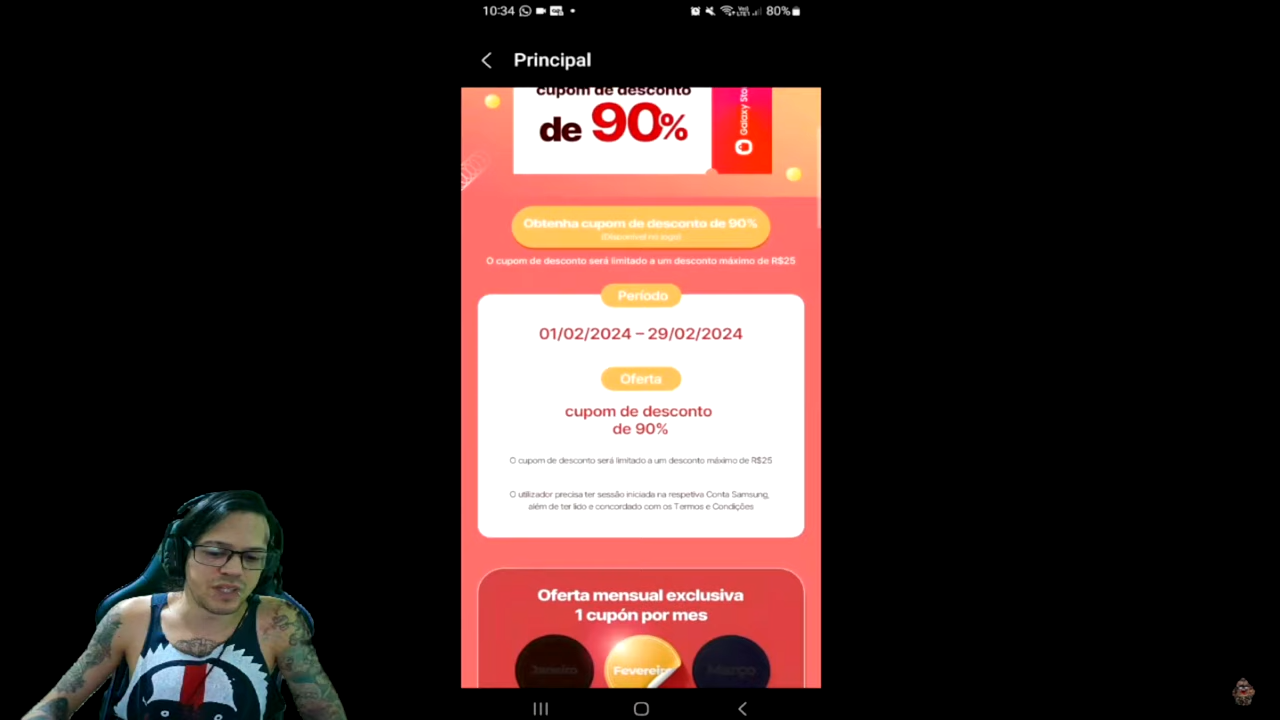 10:34
80%
Principal
cupom de desconto
de 90%
Galaxy Sto
Obtenha cupom de desconto de 90%
(Disponível no jogo)
O cupom de desconto será limitado a um desconto máximo de R$25
Período
01/02/2024 – 29/02/2024
Oferta
cupom de desconto
de 90%
O cupom de desconto será limitado a um desconto máximo de R$25
O utilizador precisa ter sessão iniciada na respetiva Conta Samsung,
além de ter lido e concordado com os Termos e Condições
Oferta mensual exclusiva
1 cupón por mes
Janeiro Fevereiro Março